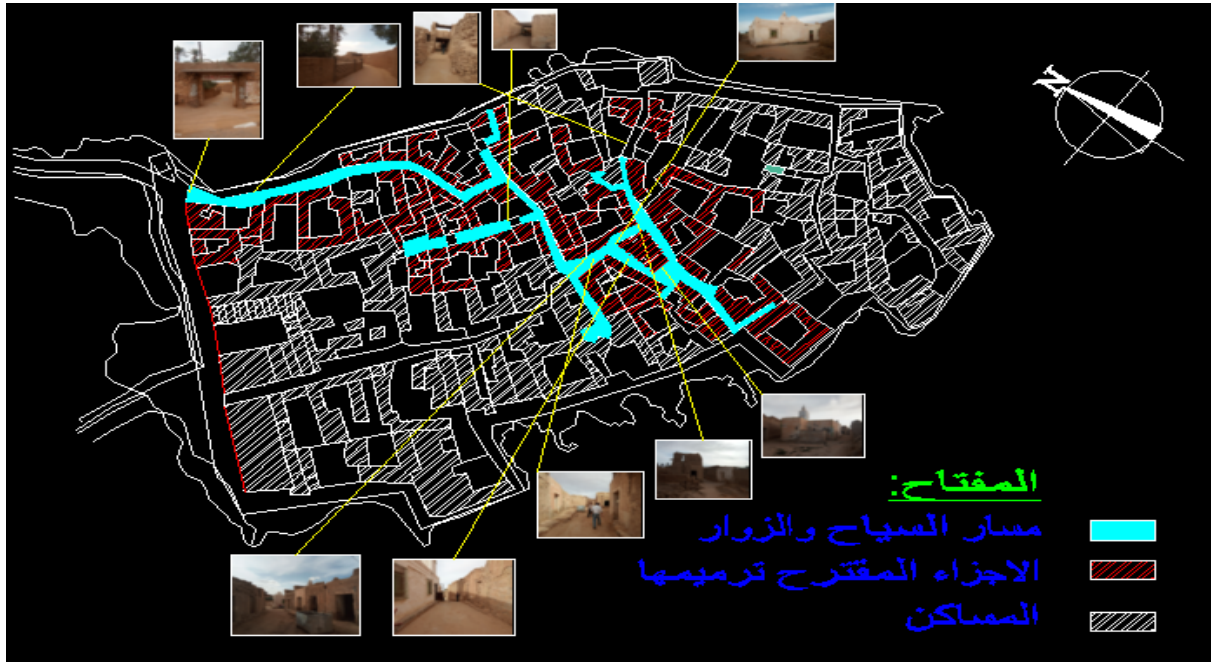 N
المفتاح:
مسار السياح والزوار
الاجزاء المقترح ترميمها
المساكن